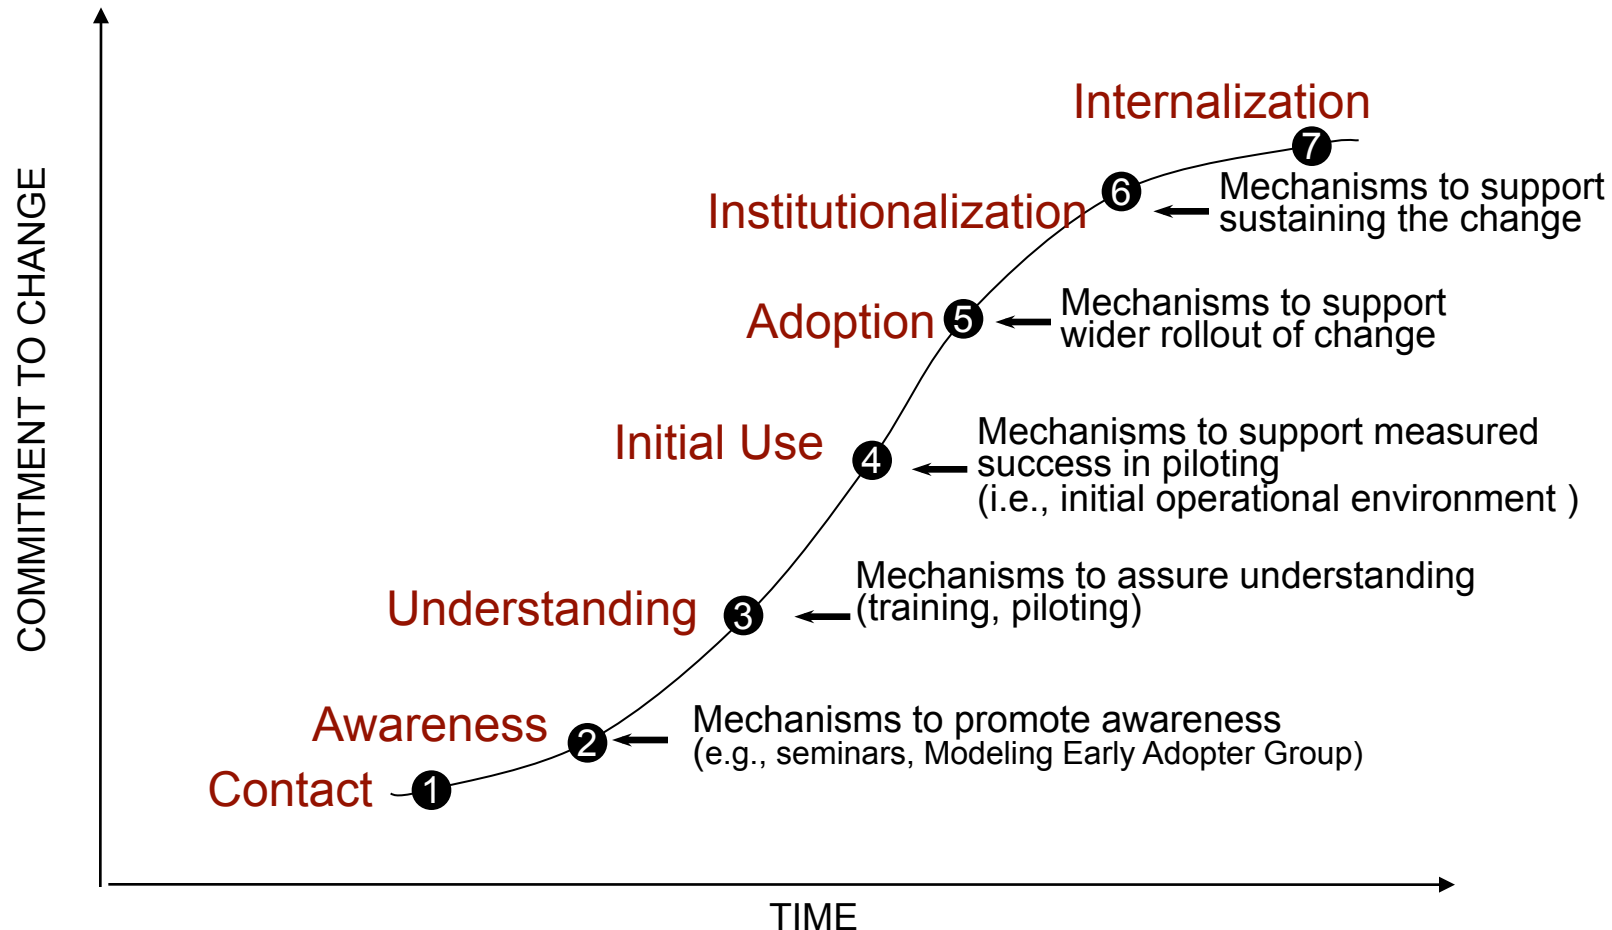 Internalization
7
Mechanisms to support
sustaining the change
6
Institutionalization
Mechanisms to support
wider rollout of change
Adoption
5
Mechanisms to support measured
success in piloting
(i.e., initial operational environment )
Initial Use
4
Mechanisms to assure understanding
(training, piloting)
Understanding
3
Mechanisms to promote awareness
(e.g., seminars, Modeling Early Adopter Group)
Awareness
2
Contact
1
COMMITMENT TO CHANGE
TIME